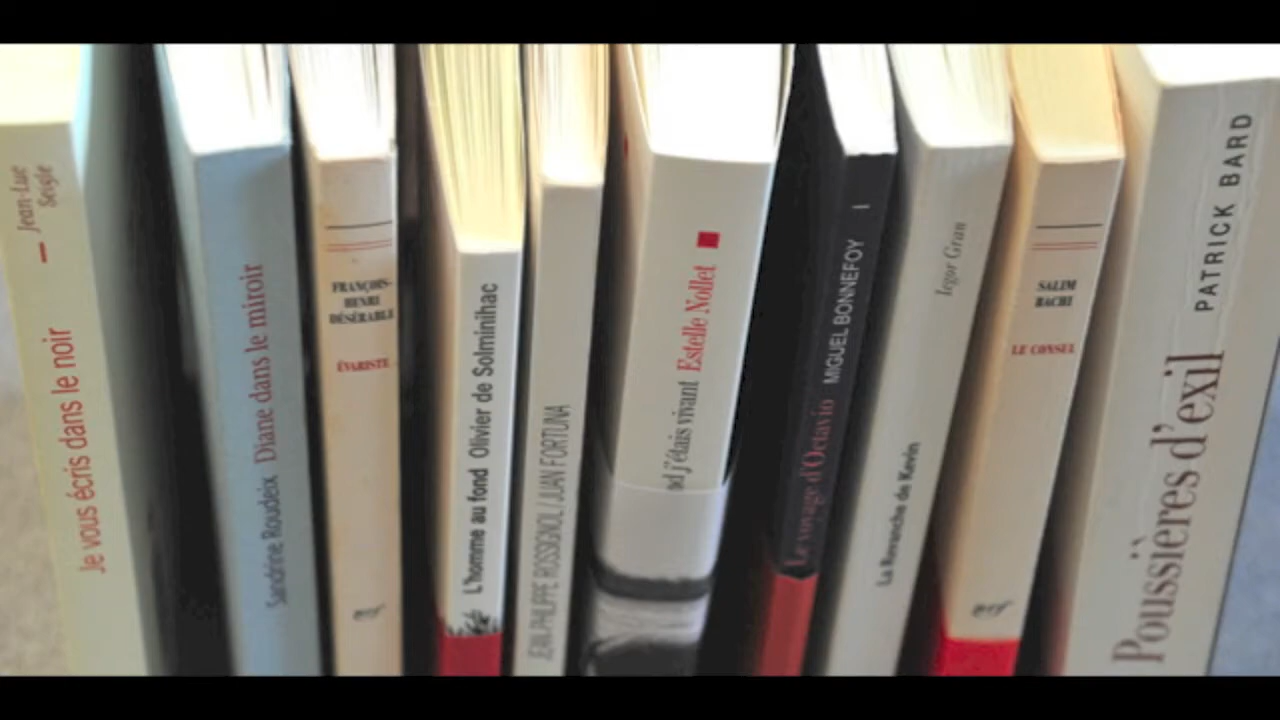 Jean-Luc
Seigle
Je vous écris dans le noir
Sandrine Roudeix Diane dans le miroir
FRANÇOIS-
HENRI
DÉSÉRABLE
ÉVARISTE
nrf
L'homme au fond Olivier de Solminihac
JEAN-PHILIPPE ROSSIGNOL / JUAN FORTUNA
j'étais vivant Estelle Nollet
Le voyage d'Octavio MIGUEL BONNEFOY
La Revanche de Kevin
Iegor Gran
SALIM
BACHI
LE CONSUL
nrf
Poussières d'exil PATRICK BARD